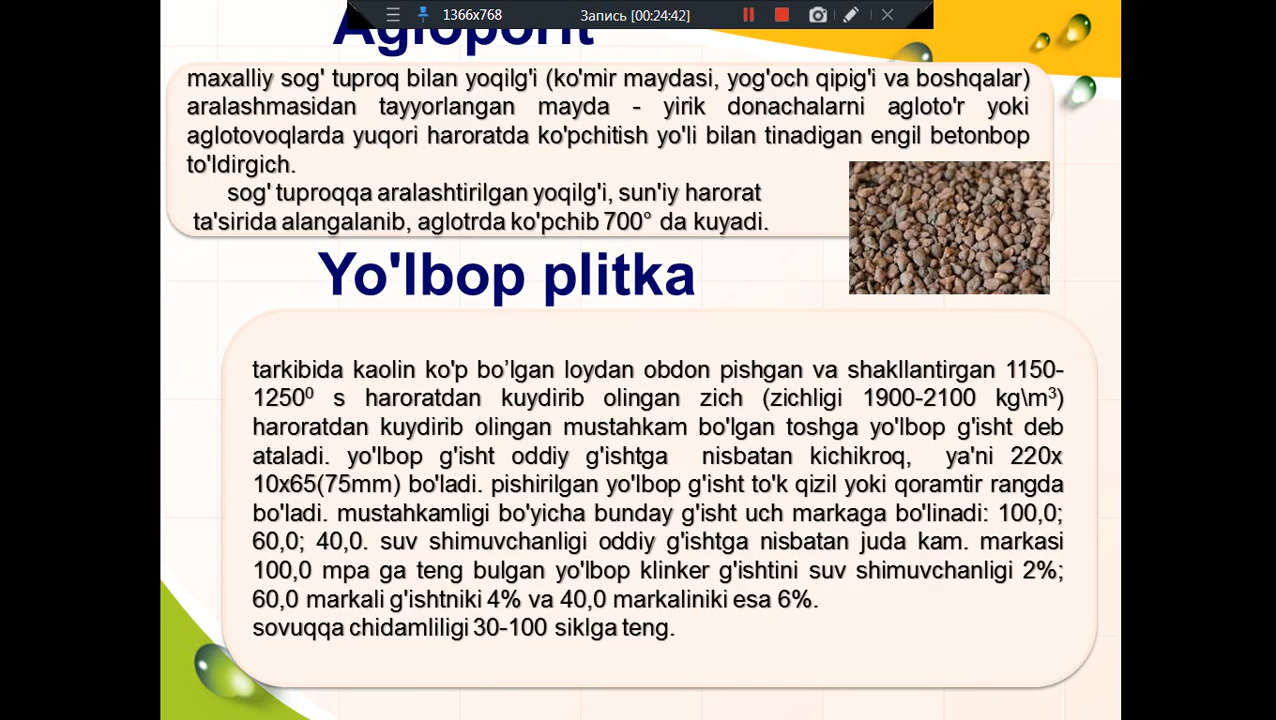 1366x768
Запись [00:24:42]
Agloporit
maxalliy sog' tuproq bilan yoqilg'i (ko'mir maydasi, yog'och qipig'i va boshqalar)
aralashmasidan tayyorlangan mayda - yirik donachalarni agloto'r yoki
aglotovoqlarda yuqori haroratda ko'pchitish yo'li bilan tinadigan engil betonbop
to'ldirgich.
sog' tuproqqa aralashtirilgan yoqilg'i, sun'iy harorat
ta'sirida alangalanib, aglotrda ko'pchib 700° da kuyadi.
Yo'lbop plitka
tarkibida kaolin ko'p bo’lgan loydan obdon pishgan va shakllantirgan 1150-
1250⁰ s haroratdan kuydirib olingan zich (zichligi 1900-2100 kg\m³)
haroratdan kuydirib olingan mustahkam bo'lgan toshga yo'lbop g'isht deb
ataladi. yo'lbop g'isht oddiy g'ishtga nisbatan kichikroq, ya'ni 220x
10x65(75mm) bo'ladi. pishirilgan yo'lbop g'isht to'k qizil yoki qoramtir rangda
bo'ladi. mustahkamligi bo'yicha bunday g'isht uch markaga bo'linadi: 100,0;
60,0; 40,0. suv shimuvchanligi oddiy g'ishtga nisbatan juda kam. markasi
100,0 mpa ga teng bulgan yo'lbop klinker g'ishtini suv shimuvchanligi 2%;
60,0 markali g'ishtniki 4% va 40,0 markaliniki esa 6%.
sovuqqa chidamliligi 30-100 siklga teng.